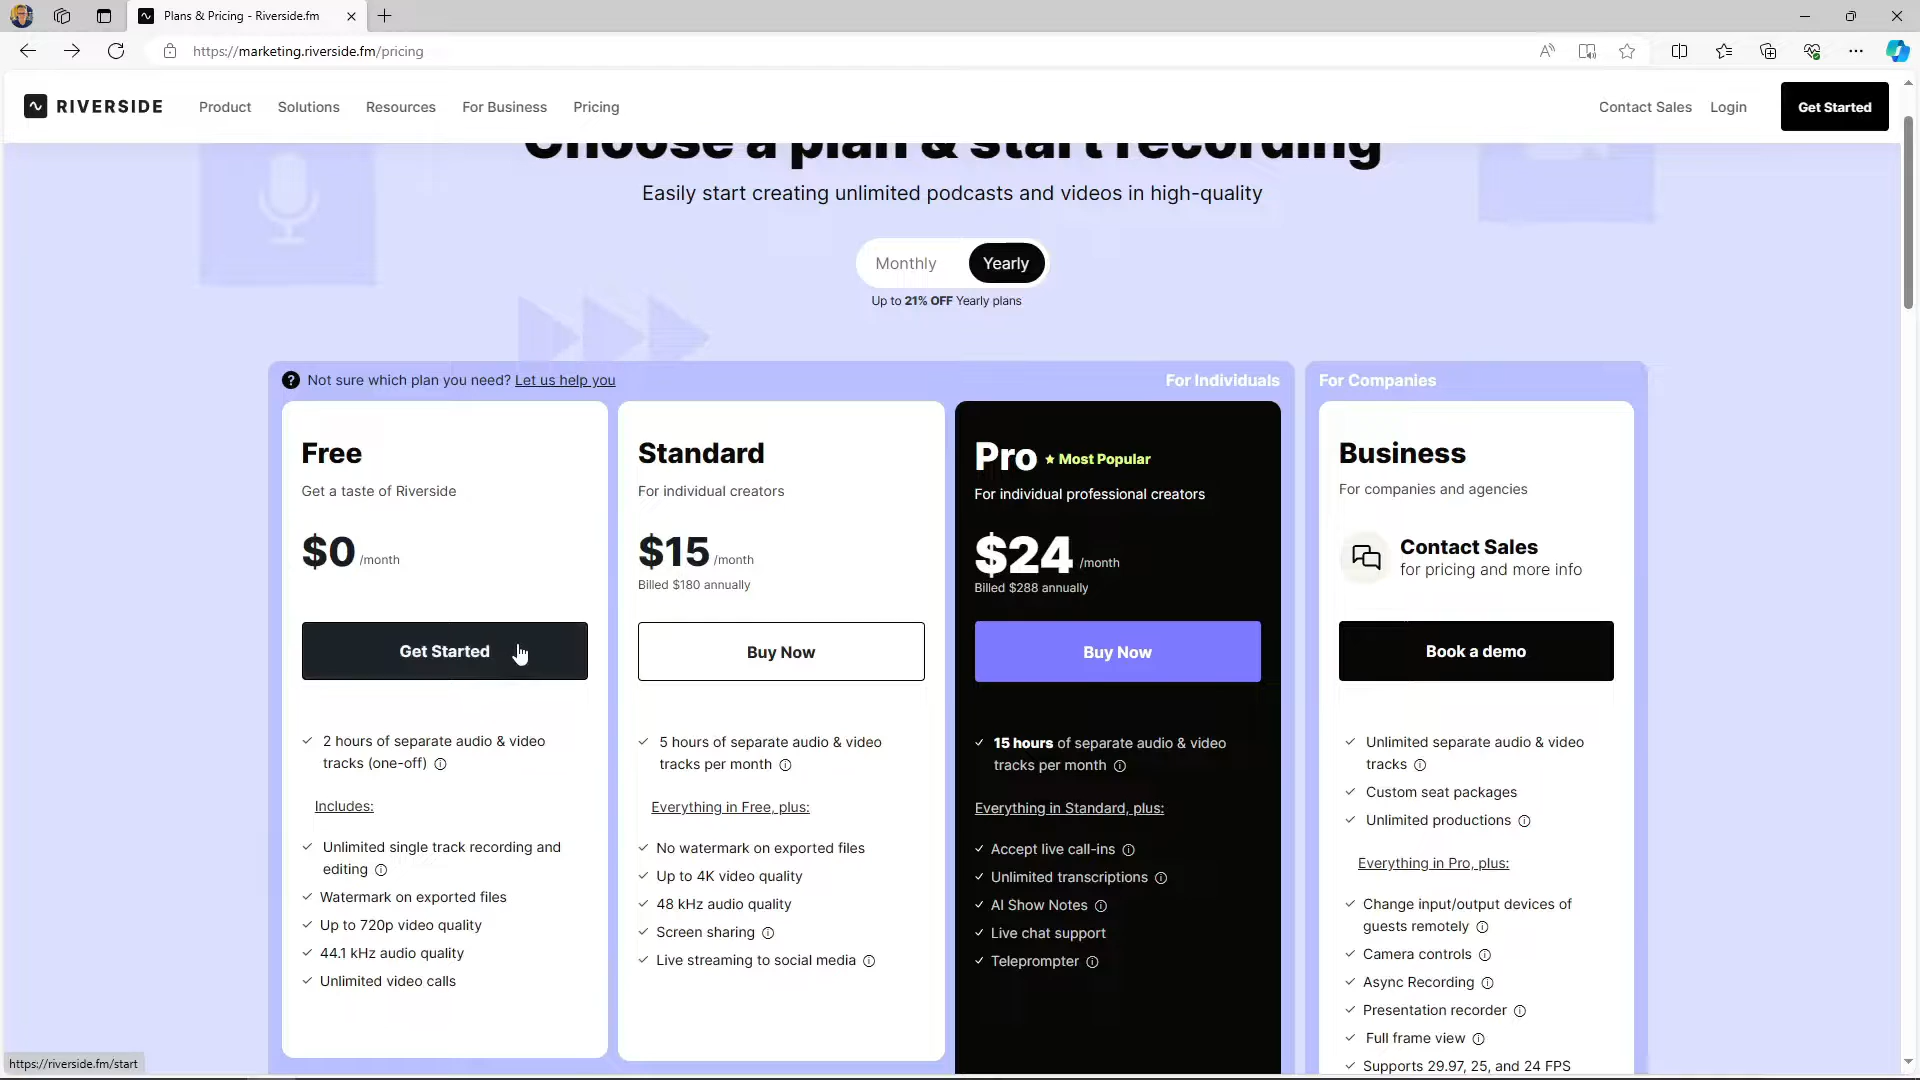 Plans & Pricing - Riverside.fm
https://marketing.riverside.fm/pricing
RIVERSIDE
Product
Solutions
Resources
For Business
Pricing
Contact Sales
Login
Get Started
Choose a plan & start recording
Easily start creating unlimited podcasts and videos in high-quality
Monthly
Yearly
Up to 21% OFF Yearly plans
? Not sure which plan you need? Let us help you
For Individuals
For Companies
Free
Get a taste of Riverside
$0 /month
Get Started
2 hours of separate audio & video
tracks (one-off)
Includes:
Unlimited single track recording and
editing
Watermark on exported files
Up to 720p video quality
44.1 kHz audio quality
Unlimited video calls
Standard
For individual creators
$15 /month
Billed $180 annually
Buy Now
5 hours of separate audio & video
tracks per month
Everything in Free, plus:
No watermark on exported files
Up to 4K video quality
48 kHz audio quality
Screen sharing
Live streaming to social media
Pro ★ Most Popular
For individual professional creators
$24 /month
Billed $288 annually
Buy Now
15 hours of separate audio & video
tracks per month
Everything in Standard, plus:
Accept live call-ins
Unlimited transcriptions
AI Show Notes
Live chat support
Teleprompter
Business
For companies and agencies
Contact Sales
for pricing and more info
Book a demo
Unlimited separate audio & video
tracks
Custom seat packages
Unlimited productions
Everything in Pro, plus:
Change input/output devices of
guests remotely
Camera controls
Async Recording
Presentation recorder
Full frame view
Supports 29.97, 25, and 24 FPS
https://riverside.fm/start